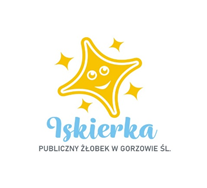 Iskierka
PUBLICZNY ŻŁOBEK W GORZOWIE ŚL.